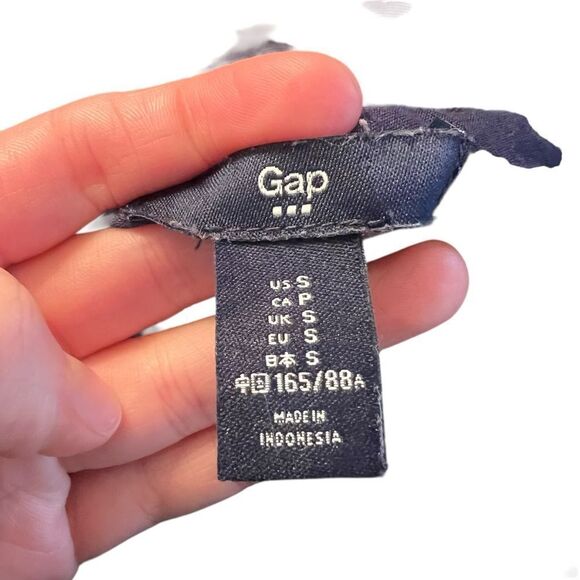 Gap
US S
CA P
UK S
EU S
日本 S
中国 165/88A
MADE IN
INDONESIA